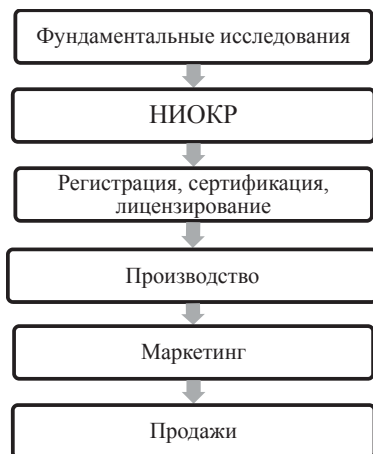 Фундаментальные исследования
НИОКР
Регистрация, сертификация,
лицензирование
Производство
Маркетинг
Продажи